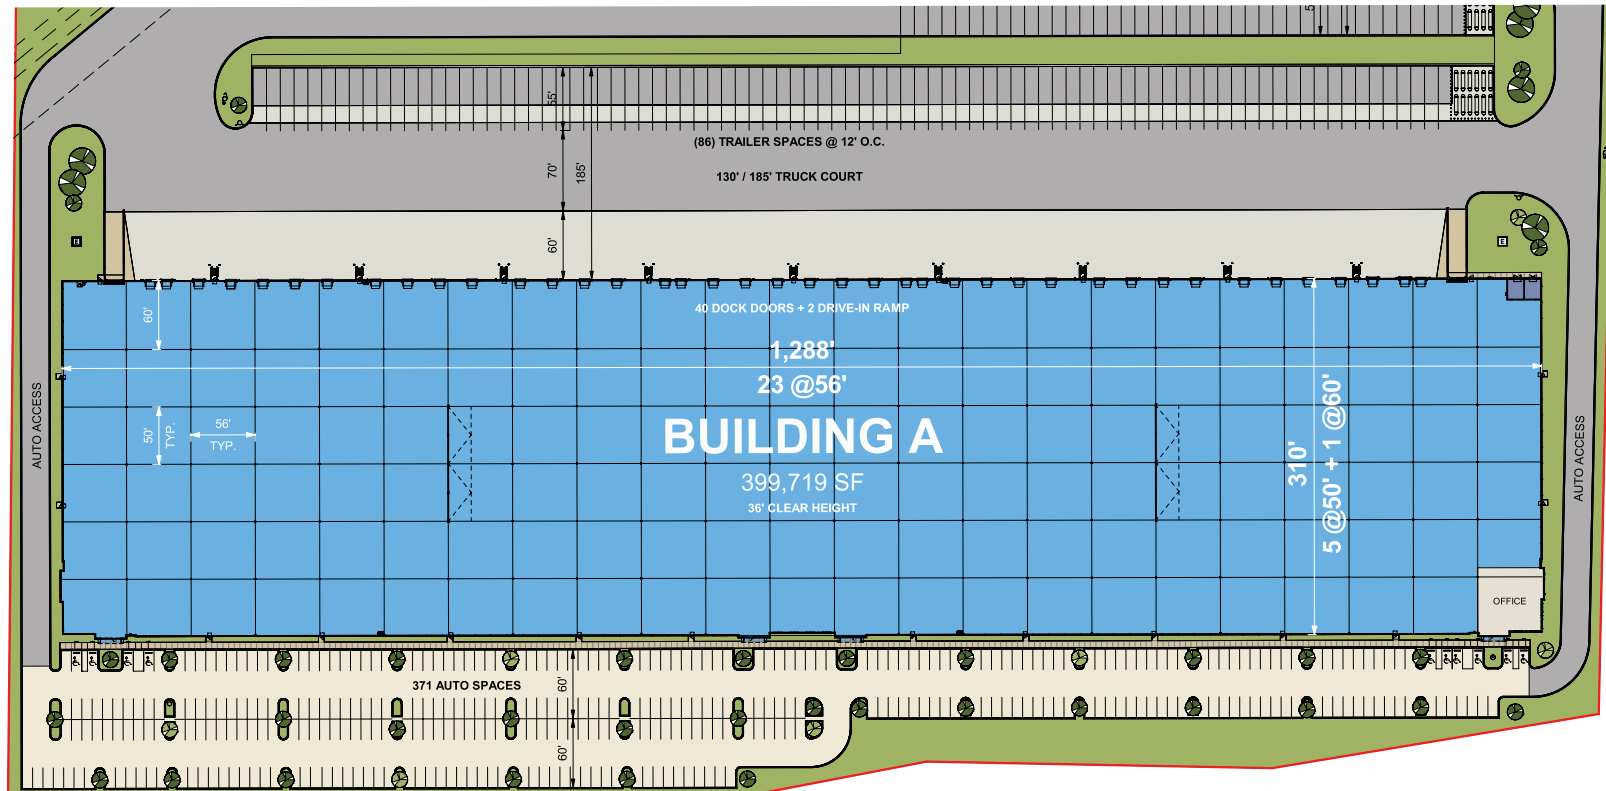 55'
(86) TRAILER SPACES @ 12' O.C.
70'
185'
130' / 185' TRUCK COURT
60'
E
E
40 DOCK DOORS + 2 DRIVE-IN RAMP
60'
1,288'
23 @56'
AUTO ACCESS
50'
TYP.
56'
TYP.
BUILDING A
399,719 SF
36' CLEAR HEIGHT
310'
5 @50' + 1 @60'
AUTO ACCESS
OFFICE
371 AUTO SPACES
60'
60'